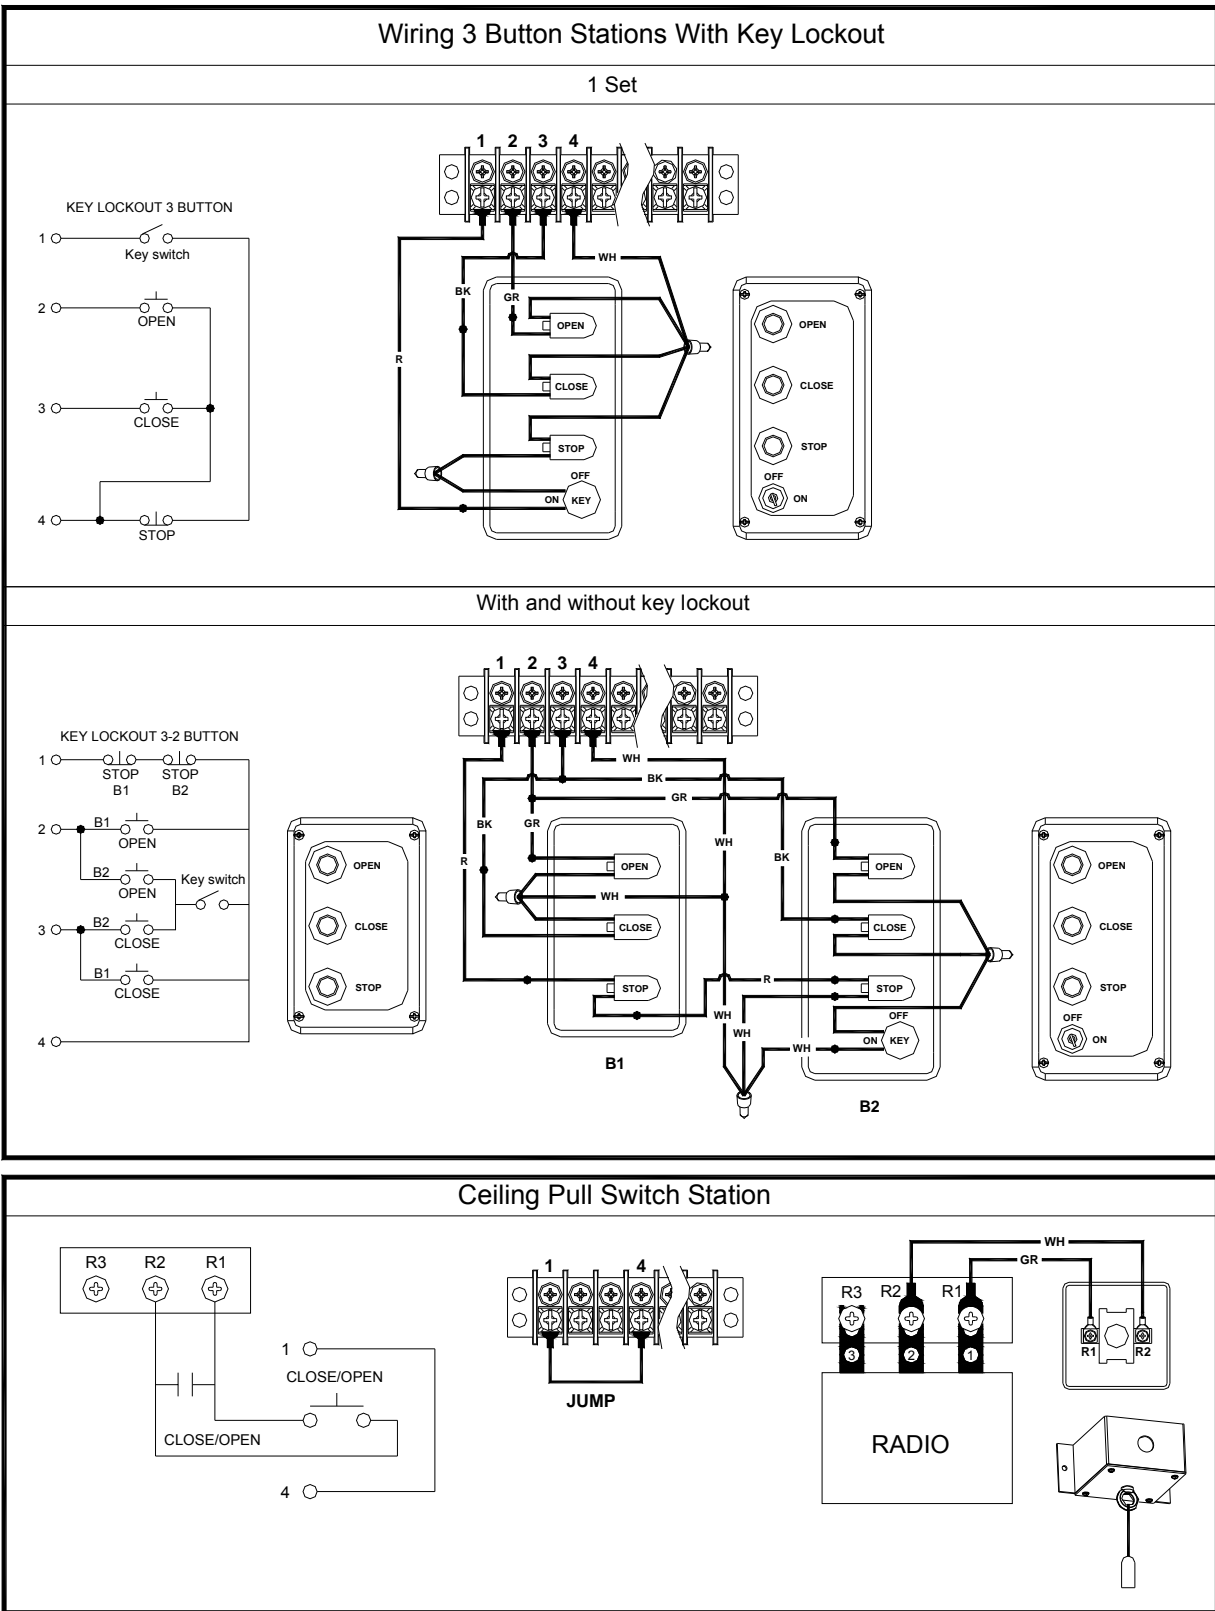 Wiring 3 Button Stations With Key Lockout
1 Set
1 2 3 4
KEY LOCKOUT 3 BUTTON
1
Key switch
2
OPEN
3
CLOSE
4
STOP
WH
BK
GR
R
OPEN
CLOSE
STOP
OFF
ON
KEY
OPEN
CLOSE
STOP
OFF
ON
With and without key lockout
1 2 3 4
KEY LOCKOUT 3-2 BUTTON
1
STOP STOP
B1 B2
2
B1
OPEN
B2
OPEN
Key switch
3
B2
CLOSE
B1
CLOSE
4
OPEN
CLOSE
STOP
WH
BK
GR
BK
GR
R
WH
BK
OPEN
WH
CLOSE
STOP
R
WH
WH
WH
B1
OPEN
CLOSE
STOP
OFF
ON
KEY
B2
OPEN
CLOSE
STOP
OFF
ON
Ceiling Pull Switch Station
R3 R2 R1
1
CLOSE/OPEN
CLOSE/OPEN
4
1 4
JUMP
WH
GR
R3 R2 R1
3 2 1
RADIO
R1 R2